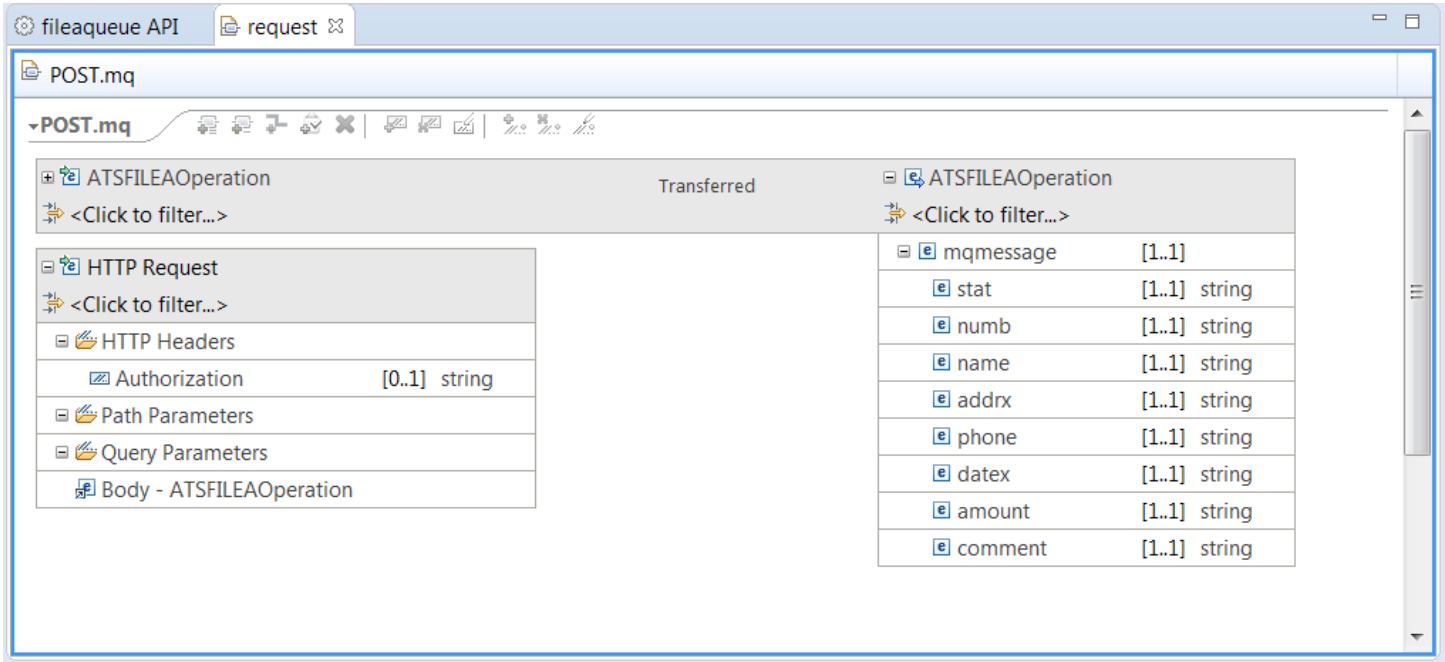 fileaqueue API
request
POST.mq
POST.mq
ATSFILEAOperation
Transferred
ATSFILEAOperation
<Click to filter...>
<Click to filter...>
HTTP Request
<Click to filter...>
HTTP Headers
Authorization [0..1] string
Path Parameters
Query Parameters
Body - ATSFILEAOperation
mqmessage [1..1]
stat [1..1] string
numb [1..1] string
name [1..1] string
addrx [1..1] string
phone [1..1] string
datex [1..1] string
amount [1..1] string
comment [1..1] string